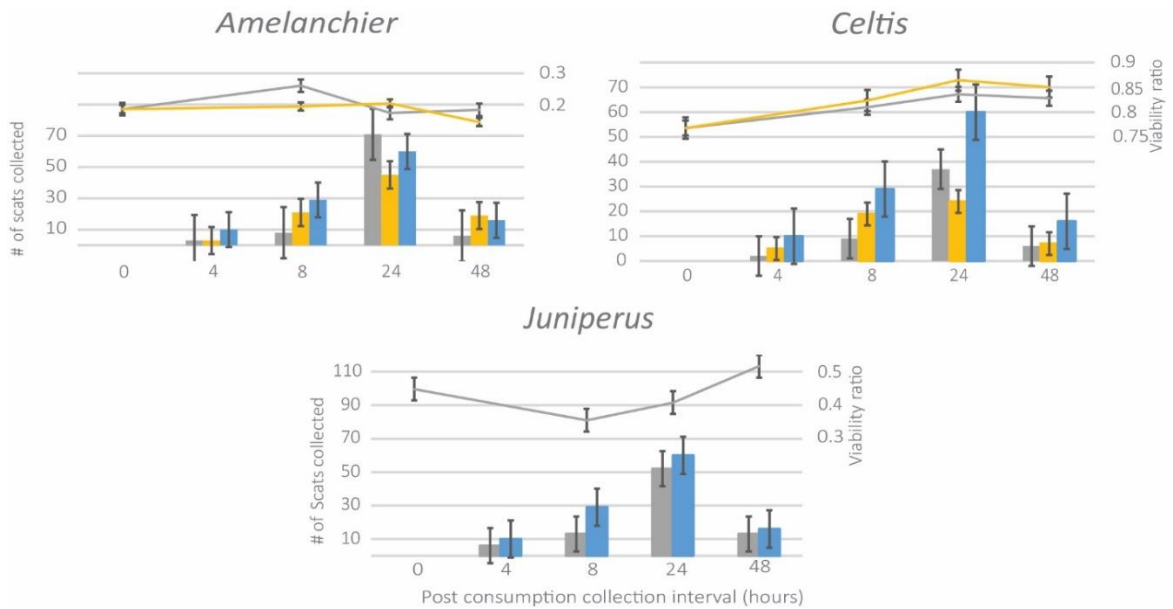 Amelanchier
# of scats collected
0.3
0.2
70
50
30
10
0 4 8 24 48
Celtis
70
60
50
40
30
20
10
0
0.9
0.85
0.8
0.75
Viability ratio
0 4 8 24 48
Juniperus
# of Scats collected
110
90
70
50
30
10
0.5
0.4
0.3
Viability ratio
0 4 8 24 48
Post consumption collection interval (hours)